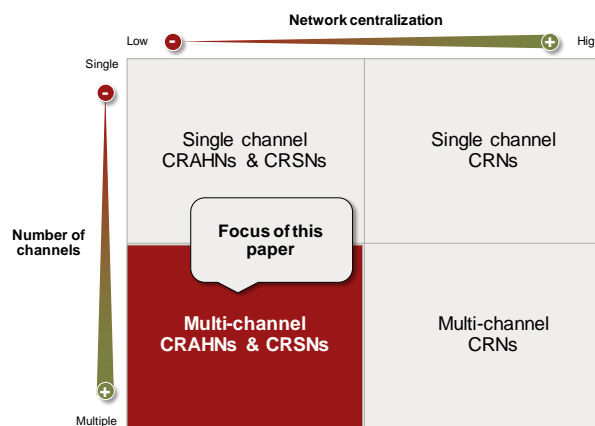 Network centralization
Low - + Hig
Single
-
Single channel
CRAHNs & CRSNs
Single channel
CRNs
Number of
channels
Focus of this
paper
Multi-channel
CRAHNs & CRSNs
Multi-channel
CRNs
+
Multiple